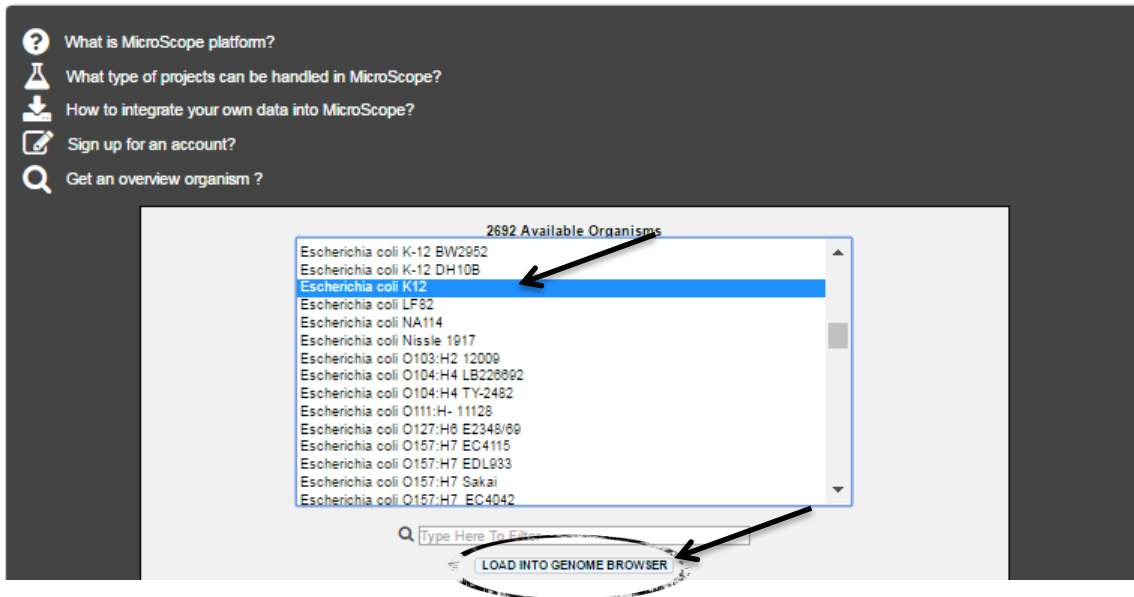 What is MicroScope platform?
What type of projects can be handled in MicroScope?
How to integrate your own data into MicroScope?
Sign up for an account?
Get an overview organism ?
2692 Available Organisms
Escherichia coli K-12 BW2952
Escherichia coli K-12 DH10B
Escherichia coli K12
Escherichia coli LF82
Escherichia coli NA114
Escherichia coli Nissle 1917
Escherichia coli O103:H2 12009
Escherichia coli O104:H4 LB226692
Escherichia coli O104:H4 TY-2482
Escherichia coli O111:H- 11128
Escherichia coli O127:H6 E2348/69
Escherichia coli O157:H7 EC4115
Escherichia coli O157:H7 EDL933
Escherichia coli O157:H7 Sakai
Escherichia coli O157:H7 EC4042
Type Here To Filter
LOAD INTO GENOME BROWSER